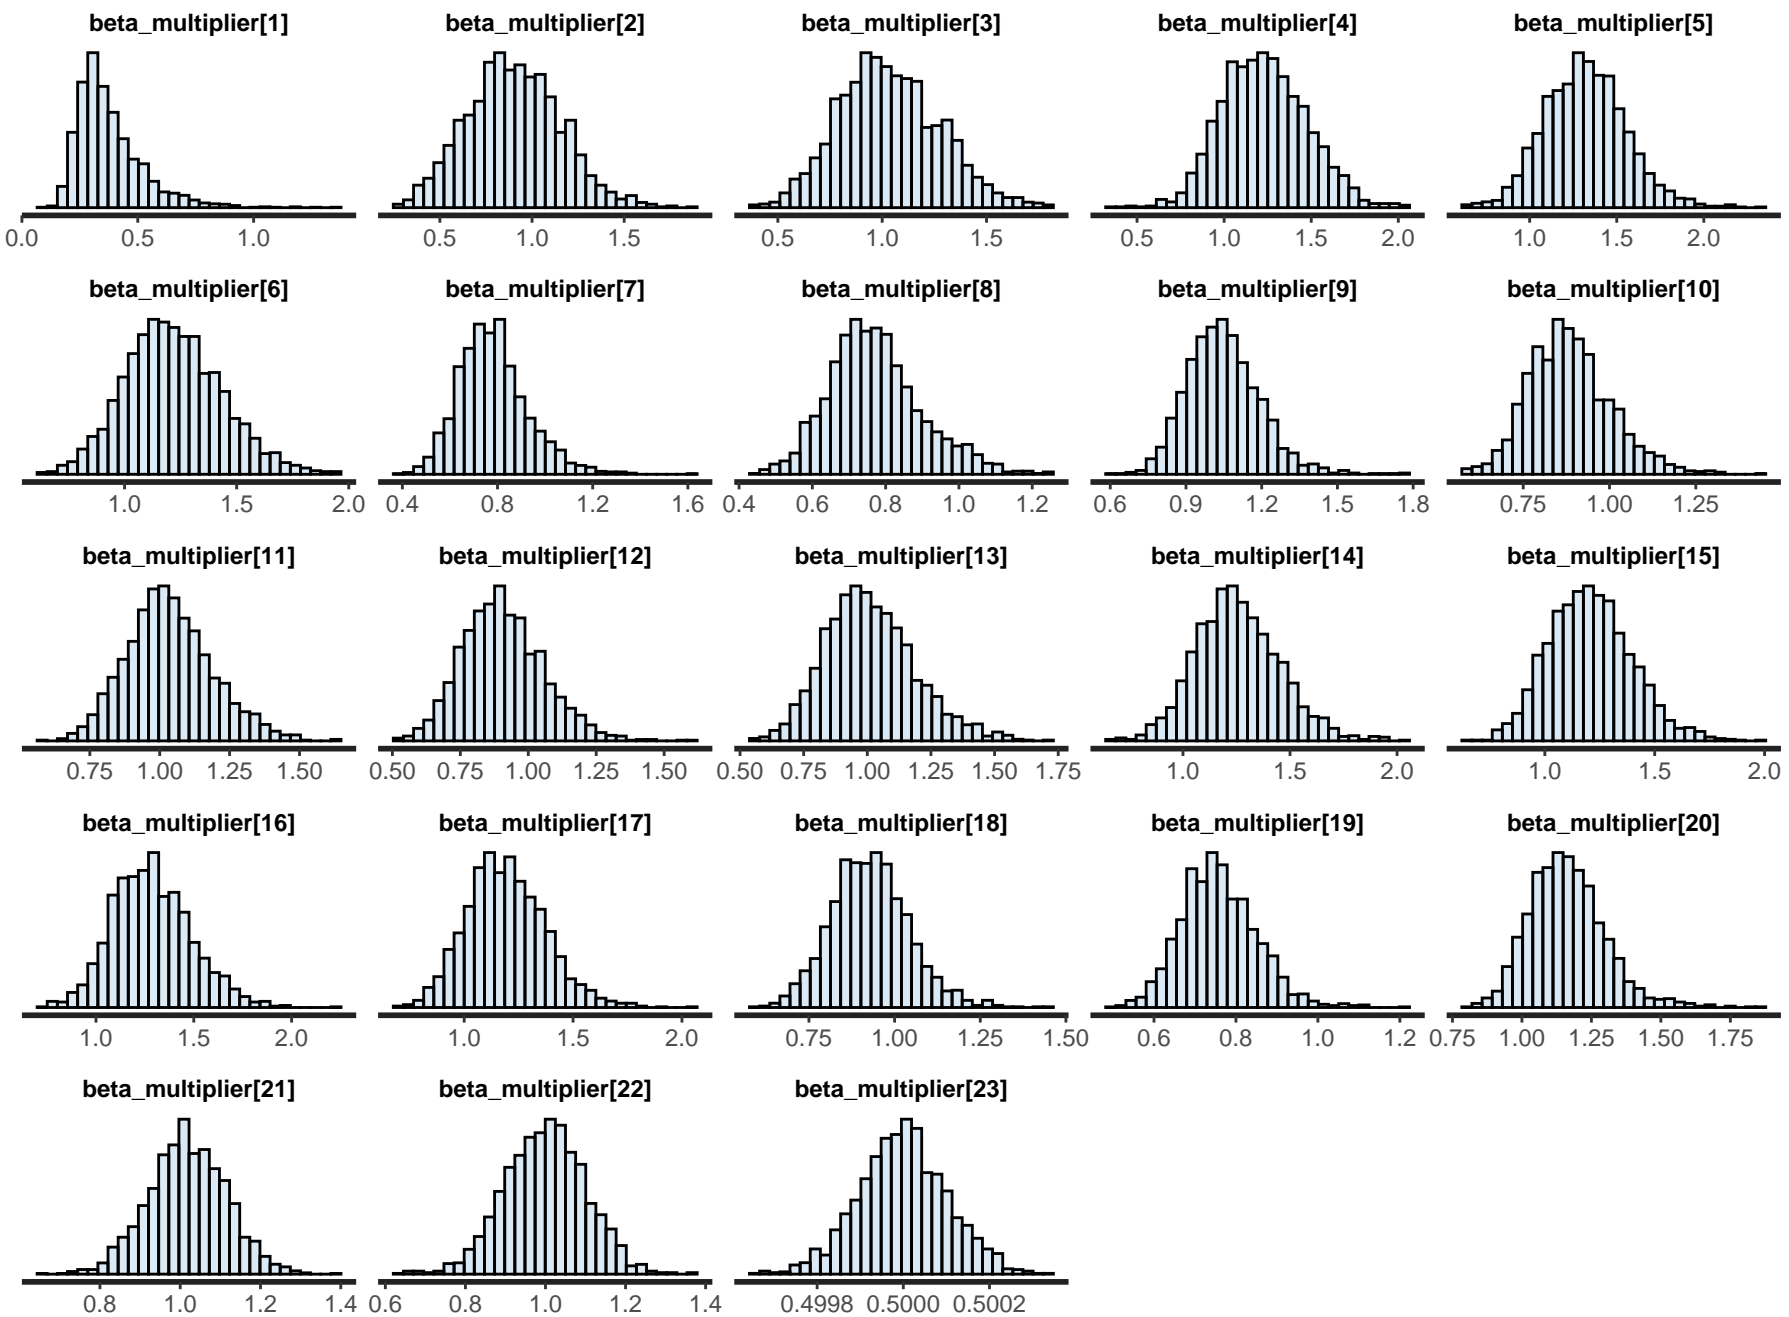 beta_multiplier[1] beta_multiplier[2] beta_multiplier[3] beta_multiplier[4] beta_multiplier[5]
0.0 0.5 1.0 0.5 1.0 1.5 0.5 1.0 1.5 0.5 1.0 1.5 2.0 1.0 1.5 2.0
beta_multiplier[6] beta_multiplier[7] beta_multiplier[8] beta_multiplier[9] beta_multiplier[10]
1.0 1.5 2.0 0.4 0.8 1.2 1.6 0.4 0.6 0.8 1.0 1.2 0.6 0.9 1.2 1.5 1.8 0.75 1.00 1.25
beta_multiplier[11] beta_multiplier[12] beta_multiplier[13] beta_multiplier[14] beta_multiplier[15]
0.75 1.00 1.25 1.50 0.50 0.75 1.00 1.25 1.50 0.50 0.75 1.00 1.25 1.50 1.75 1.0 1.5 2.0 1.0 1.5 2.0
beta_multiplier[16] beta_multiplier[17] beta_multiplier[18] beta_multiplier[19] beta_multiplier[20]
1.0 1.5 2.0 1.0 1.5 2.0 0.75 1.00 1.25 1.50 0.6 0.8 1.0 1.2 0.75 1.00 1.25 1.50 1.75
beta_multiplier[21] beta_multiplier[22] beta_multiplier[23]
0.8 1.0 1.2 1.4 0.6 0.8 1.0 1.2 1.4 0.4998 0.5000 0.5002